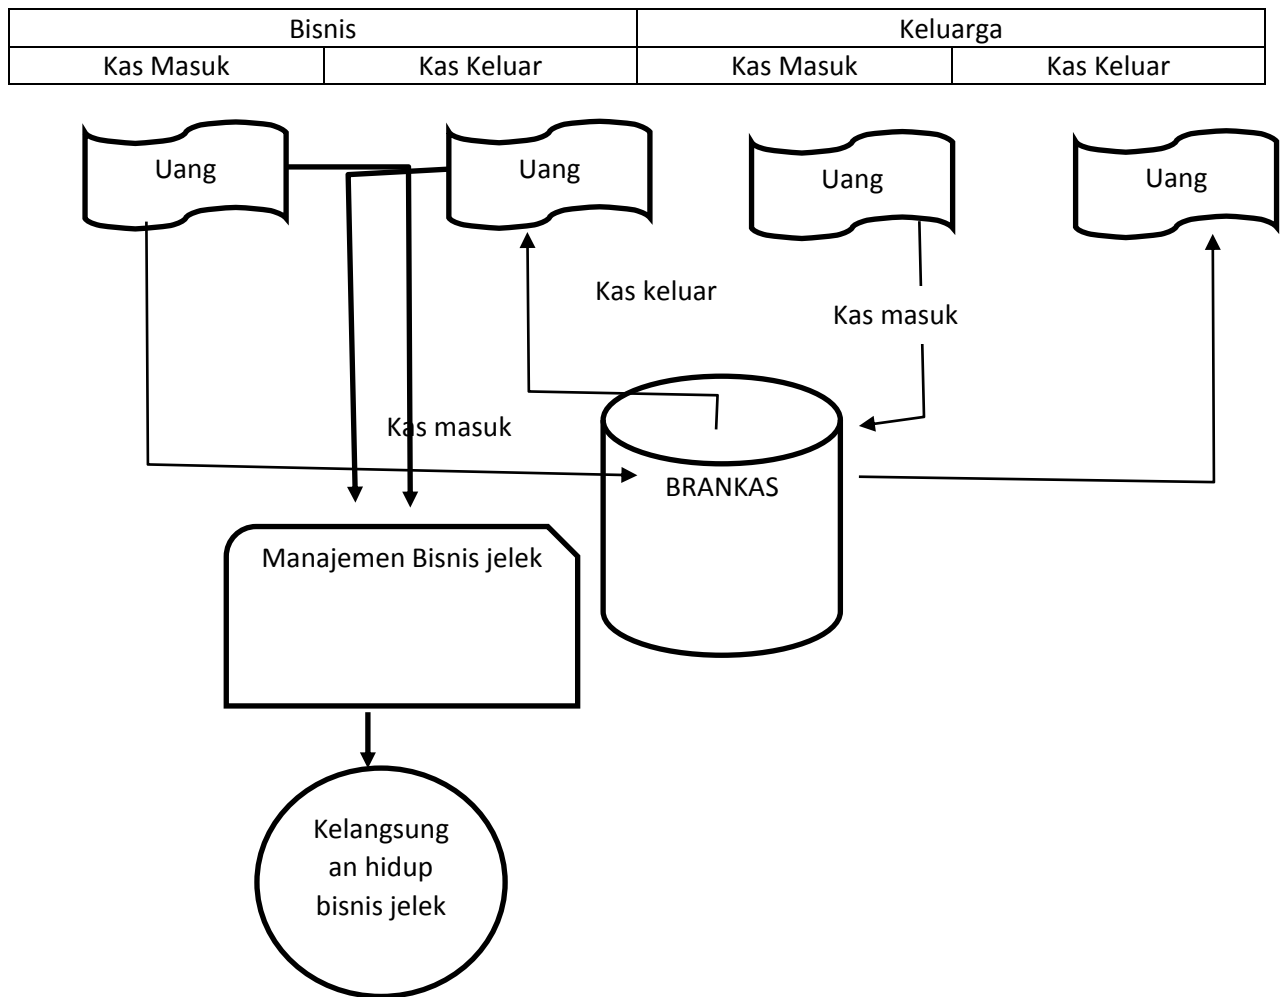 Bisnis
Keluarga
Kas Masuk
Kas Keluar
Kas Masuk
Kas Keluar
Uang
Uang
Uang
Uang
Kas keluar
Kas masuk
Kas masuk
BRANKAS
Manajemen Bisnis jelek
Kelangsung
an hidup
bisnis jelek